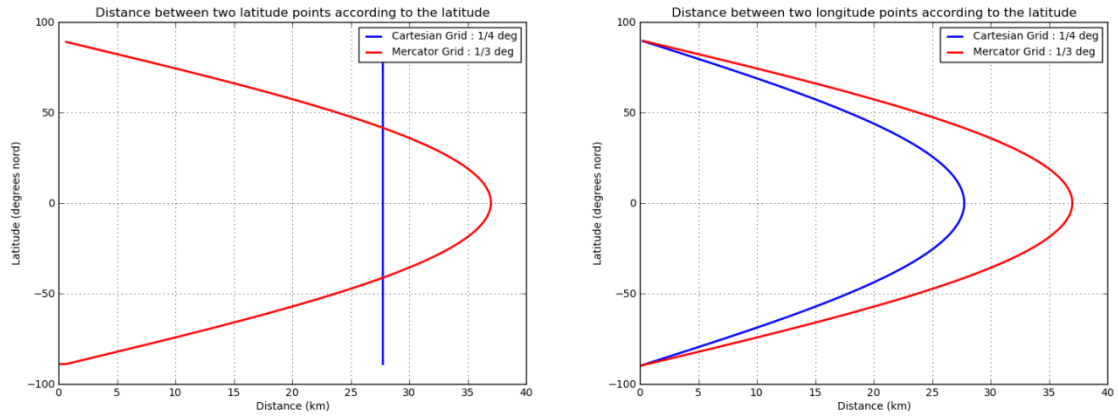 Distance between two latitude points according to the latitude
100
50
0
−50
−100
Latitude (degrees nord)
Cartesian Grid : 1/4 deg
Mercator Grid : 1/3 deg
0 5 10 15 20 25 30 35 40
Distance (km)
Distance between two longitude points according to the latitude
100
50
0
−50
−100
Latitude (degrees nord)
Cartesian Grid : 1/4 deg
Mercator Grid : 1/3 deg
0 5 10 15 20 25 30 35 40
Distance (km)